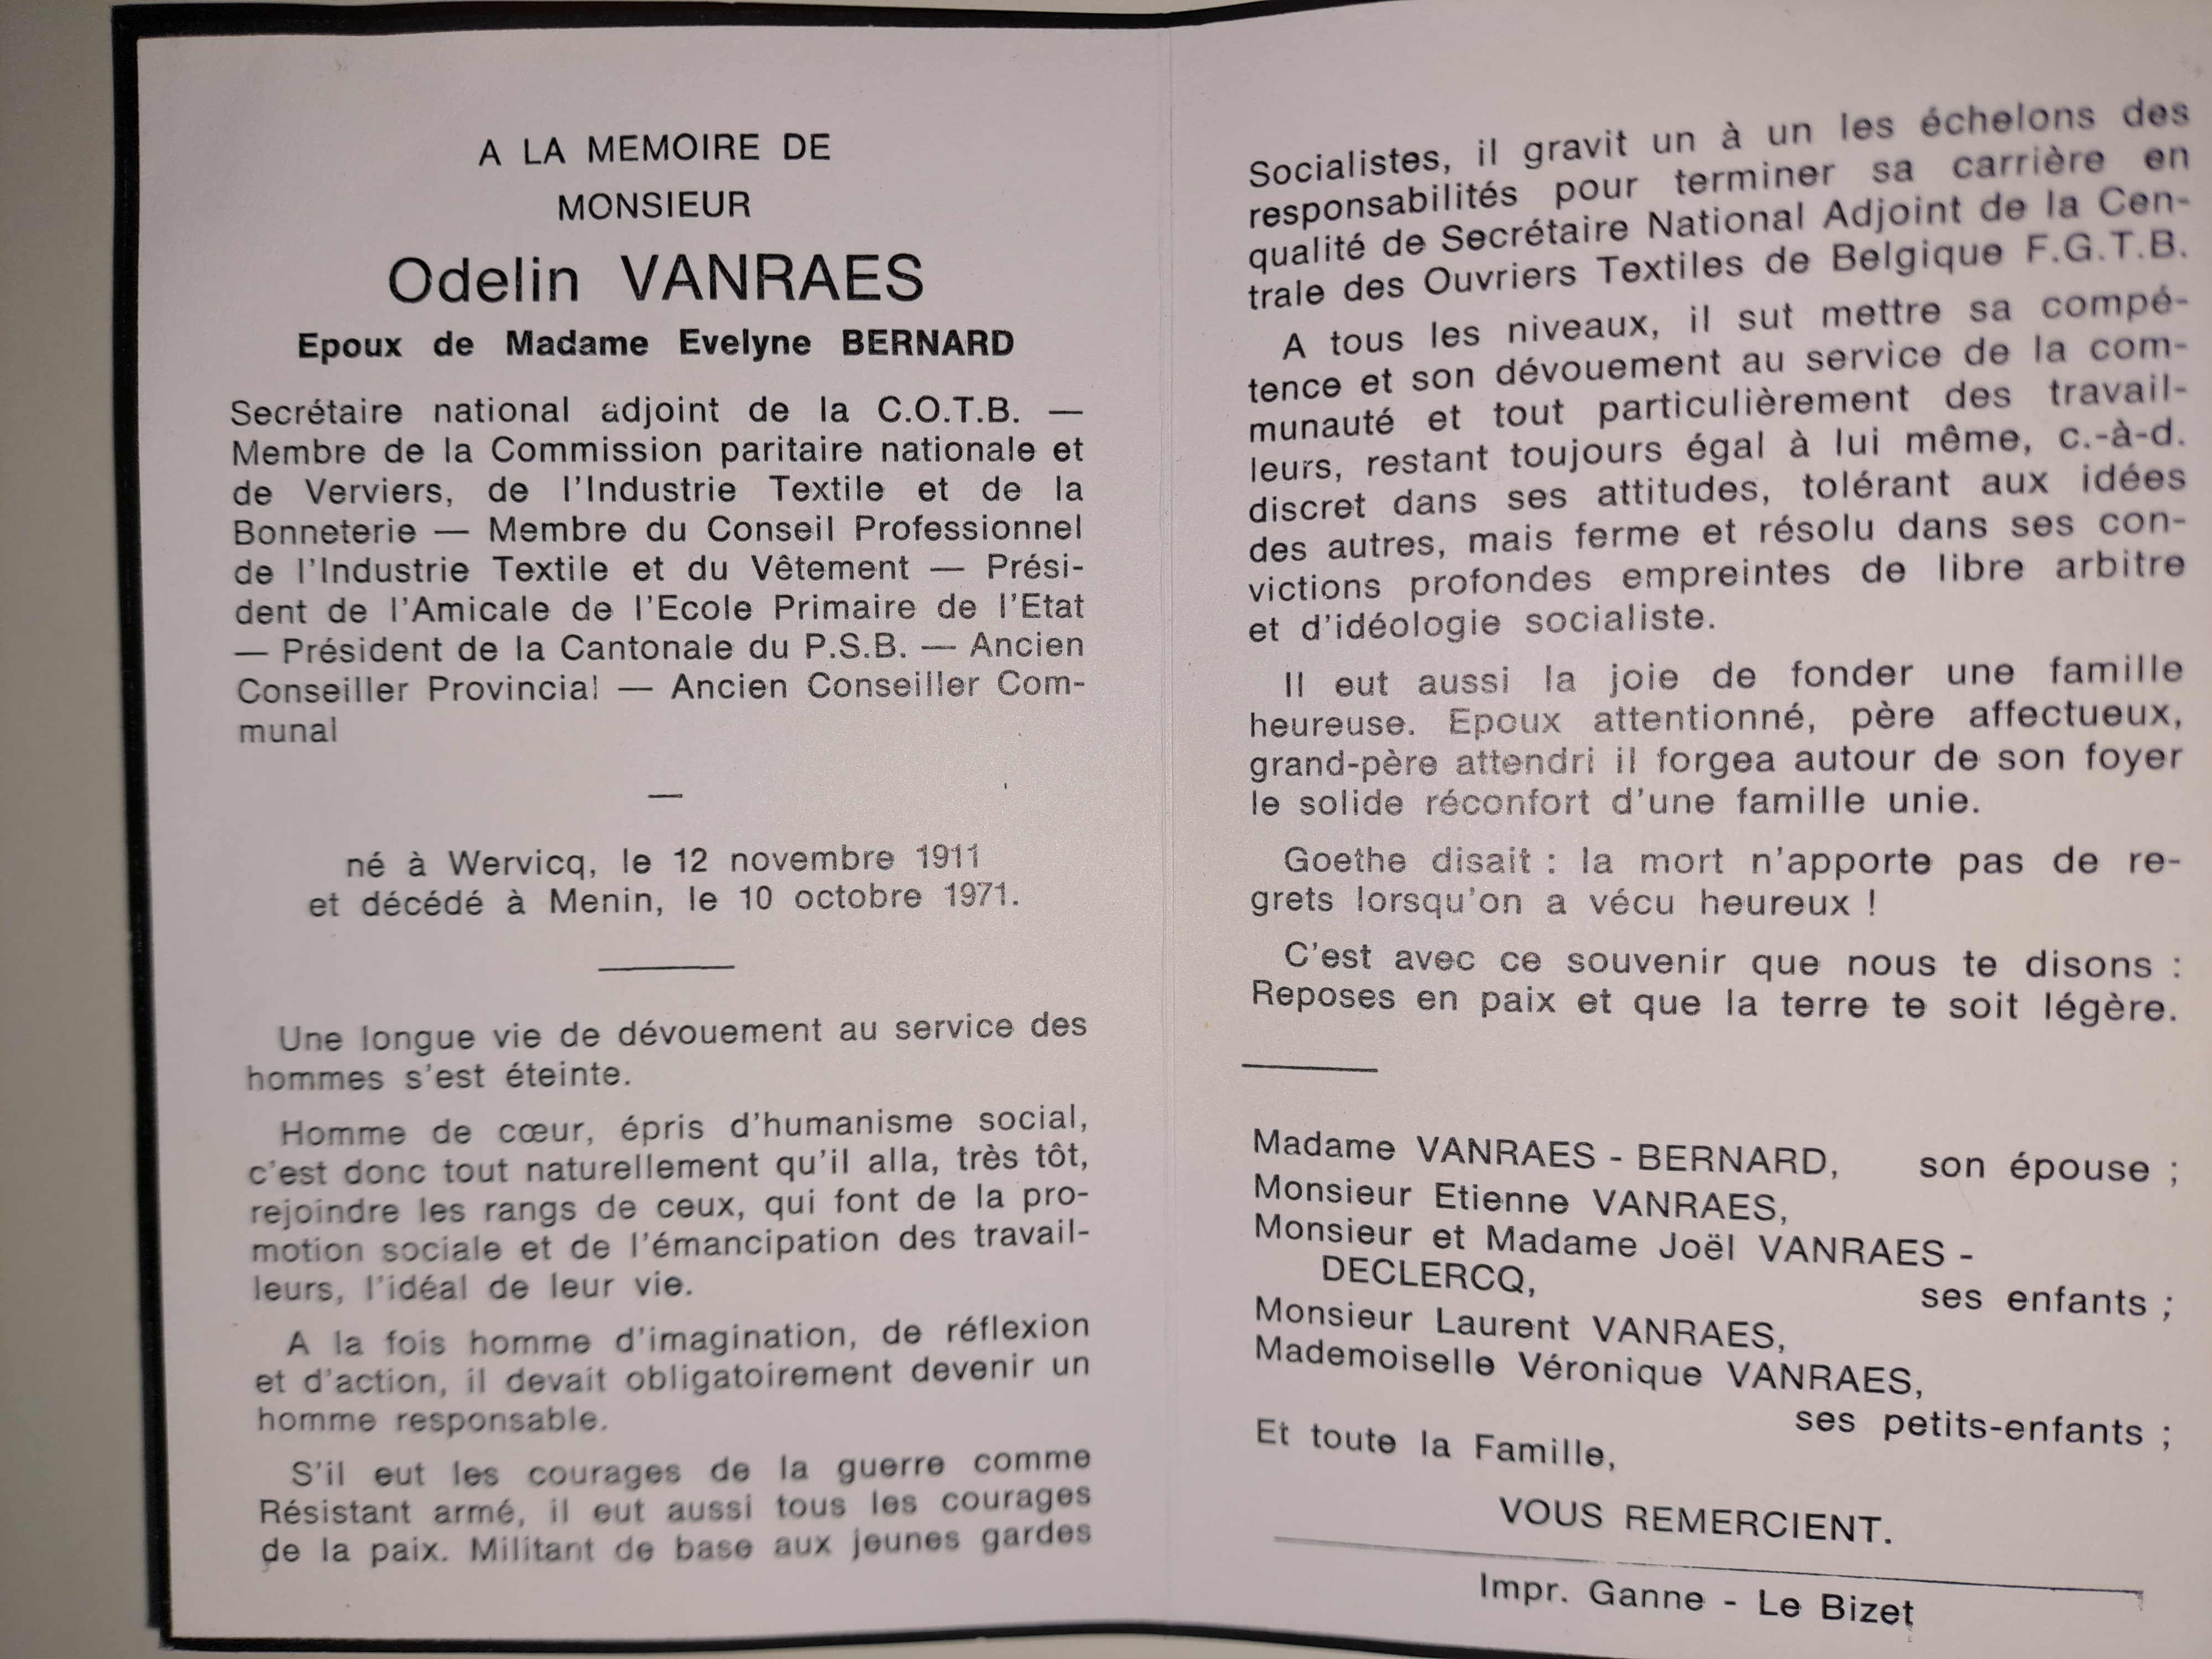 A LA MEMOIRE DE
MONSIEUR
Odelin VANRAES
Epoux de Madame Evelyne BERNARD
Secrétaire national adjoint de la C.O.T.B. —
Membre de la Commission paritaire nationale et
de Verviers, de l'Industrie Textile et de la
Bonneterie — Membre du Conseil Professionnel
de l'Industrie Textile et du Vêtement — Prési-
dent de l'Amicale de l'Ecole Primaire de l'Etat
— Président de la Cantonale du P.S.B. — Ancien
Conseiller Provincial — Ancien Conseiller Com-
munal
—
né à Wervicq, le 12 novembre 1911
et décédé à Menin, le 10 octobre 1971.
Une longue vie de dévouement au service des
hommes s'est éteinte.
Homme de cœur, épris d'humanisme social,
c'est donc tout naturellement qu'il alla, très tôt,
rejoindre les rangs de ceux, qui font de la pro-
motion sociale et de l'émancipation des travail-
leurs, l'idéal de leur vie.
A la fois homme d'imagination, de réflexion
et d'action, il devait obligatoirement devenir un
homme responsable.
S'il eut les courages de la guerre comme
Résistant armé, il eut aussi tous les courages
de la paix. Militant de base aux jeunes gardes
Socialistes, il gravit un à un les échelons des
responsabilités pour terminer sa carrière en
qualité de Secrétaire National Adjoint de la Cen-
trale des Ouvriers Textiles de Belgique F.G.T.B.
A tous les niveaux, il sut mettre sa compé-
tence et son dévouement au service de la com-
munauté et tout particulièrement des travail-
leurs, restant toujours égal à lui même, c.-à-d.
discret dans ses attitudes, tolérant aux idées
des autres, mais ferme et résolu dans ses con-
victions profondes empreintes de libre arbitre
et d'idéologie socialiste.
Il eut aussi la joie de fonder une famille
heureuse. Epoux attentionné, père affectueux,
grand-père attendri il forgea autour de son foyer
le solide réconfort d'une famille unie.
Goethe disait : la mort n'apporte pas de re-
grets lorsqu'on a vécu heureux !
C'est avec ce souvenir que nous te disons :
Reposes en paix et que la terre te soit légère.
Madame VANRAES - BERNARD, son épouse ;
Monsieur Etienne VANRAES,
Monsieur et Madame Joël VANRAES -
DECLERCQ,
ses enfants ;
Monsieur Laurent VANRAES,
Mademoiselle Véronique VANRAES,
ses petits-enfants ;
Et toute la Famille,
VOUS REMERCIENT.
Impr. Ganne - Le Bizet